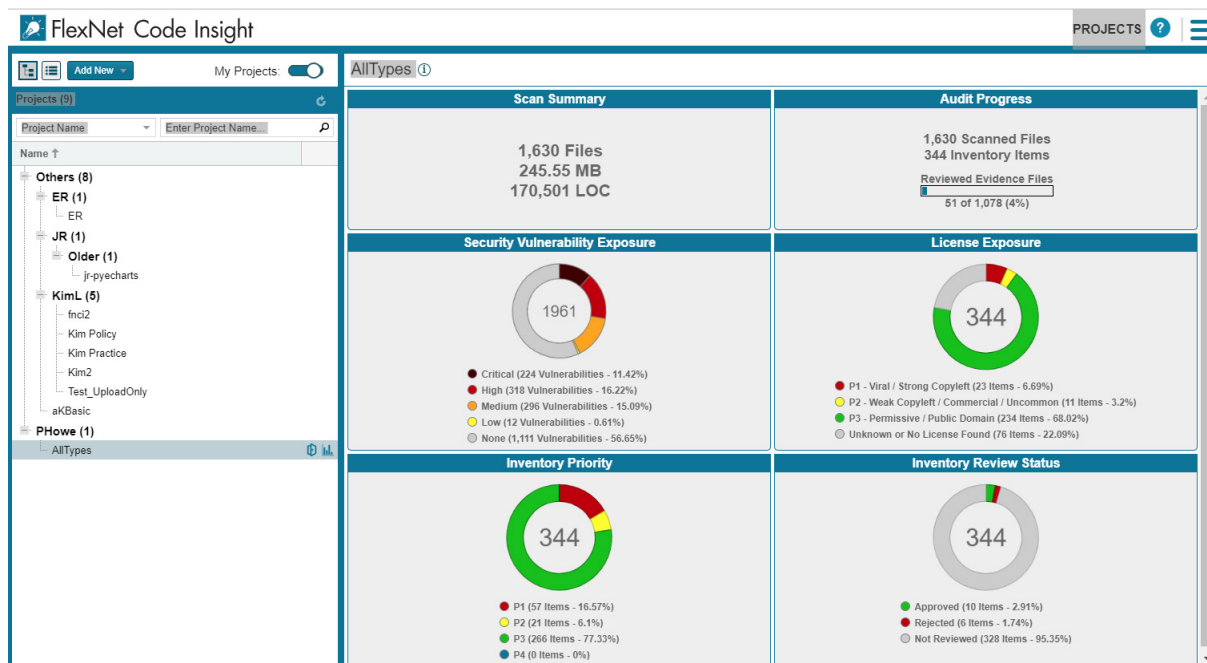 FlexNet Code Insight
PROJECTS ?
Add New
My Projects:
Projects (9)
Project Name
Enter Project Name...
Name ↑
Others (8)
ER (1)
ER
JR (1)
Older (1)
jr-pyecharts
KimL (5)
fnci2
Kim Policy
Kim Practice
Kim2
Test_UploadOnly
aKBasic
PHowe (1)
AllTypes
AllTypes
Scan Summary
1,630 Files
245.55 MB
170,501 LOC
Audit Progress
1,630 Scanned Files
344 Inventory Items
Reviewed Evidence Files
51 of 1,078 (4%)
Security Vulnerability Exposure
1961
Critical (224 Vulnerabilities - 11.42%)
High (318 Vulnerabilities - 16.22%)
Medium (296 Vulnerabilities - 15.09%)
Low (12 Vulnerabilities - 0.61%)
None (1,111 Vulnerabilities - 56.65%)
License Exposure
344
P1 - Viral / Strong Copyleft (23 Items - 6.69%)
P2 - Weak Copyleft / Commercial / Uncommon (11 Items - 3.2%)
P3 - Permissive / Public Domain (234 Items - 68.02%)
Unknown or No License Found (76 Items - 22.09%)
Inventory Priority
344
P1 (57 Items - 16.57%)
P2 (21 Items - 6.1%)
P3 (266 Items - 77.33%)
P4 (0 Items - 0%)
Inventory Review Status
344
Approved (10 Items - 2.91%)
Rejected (6 Items - 1.74%)
Not Reviewed (328 Items - 95.35%)